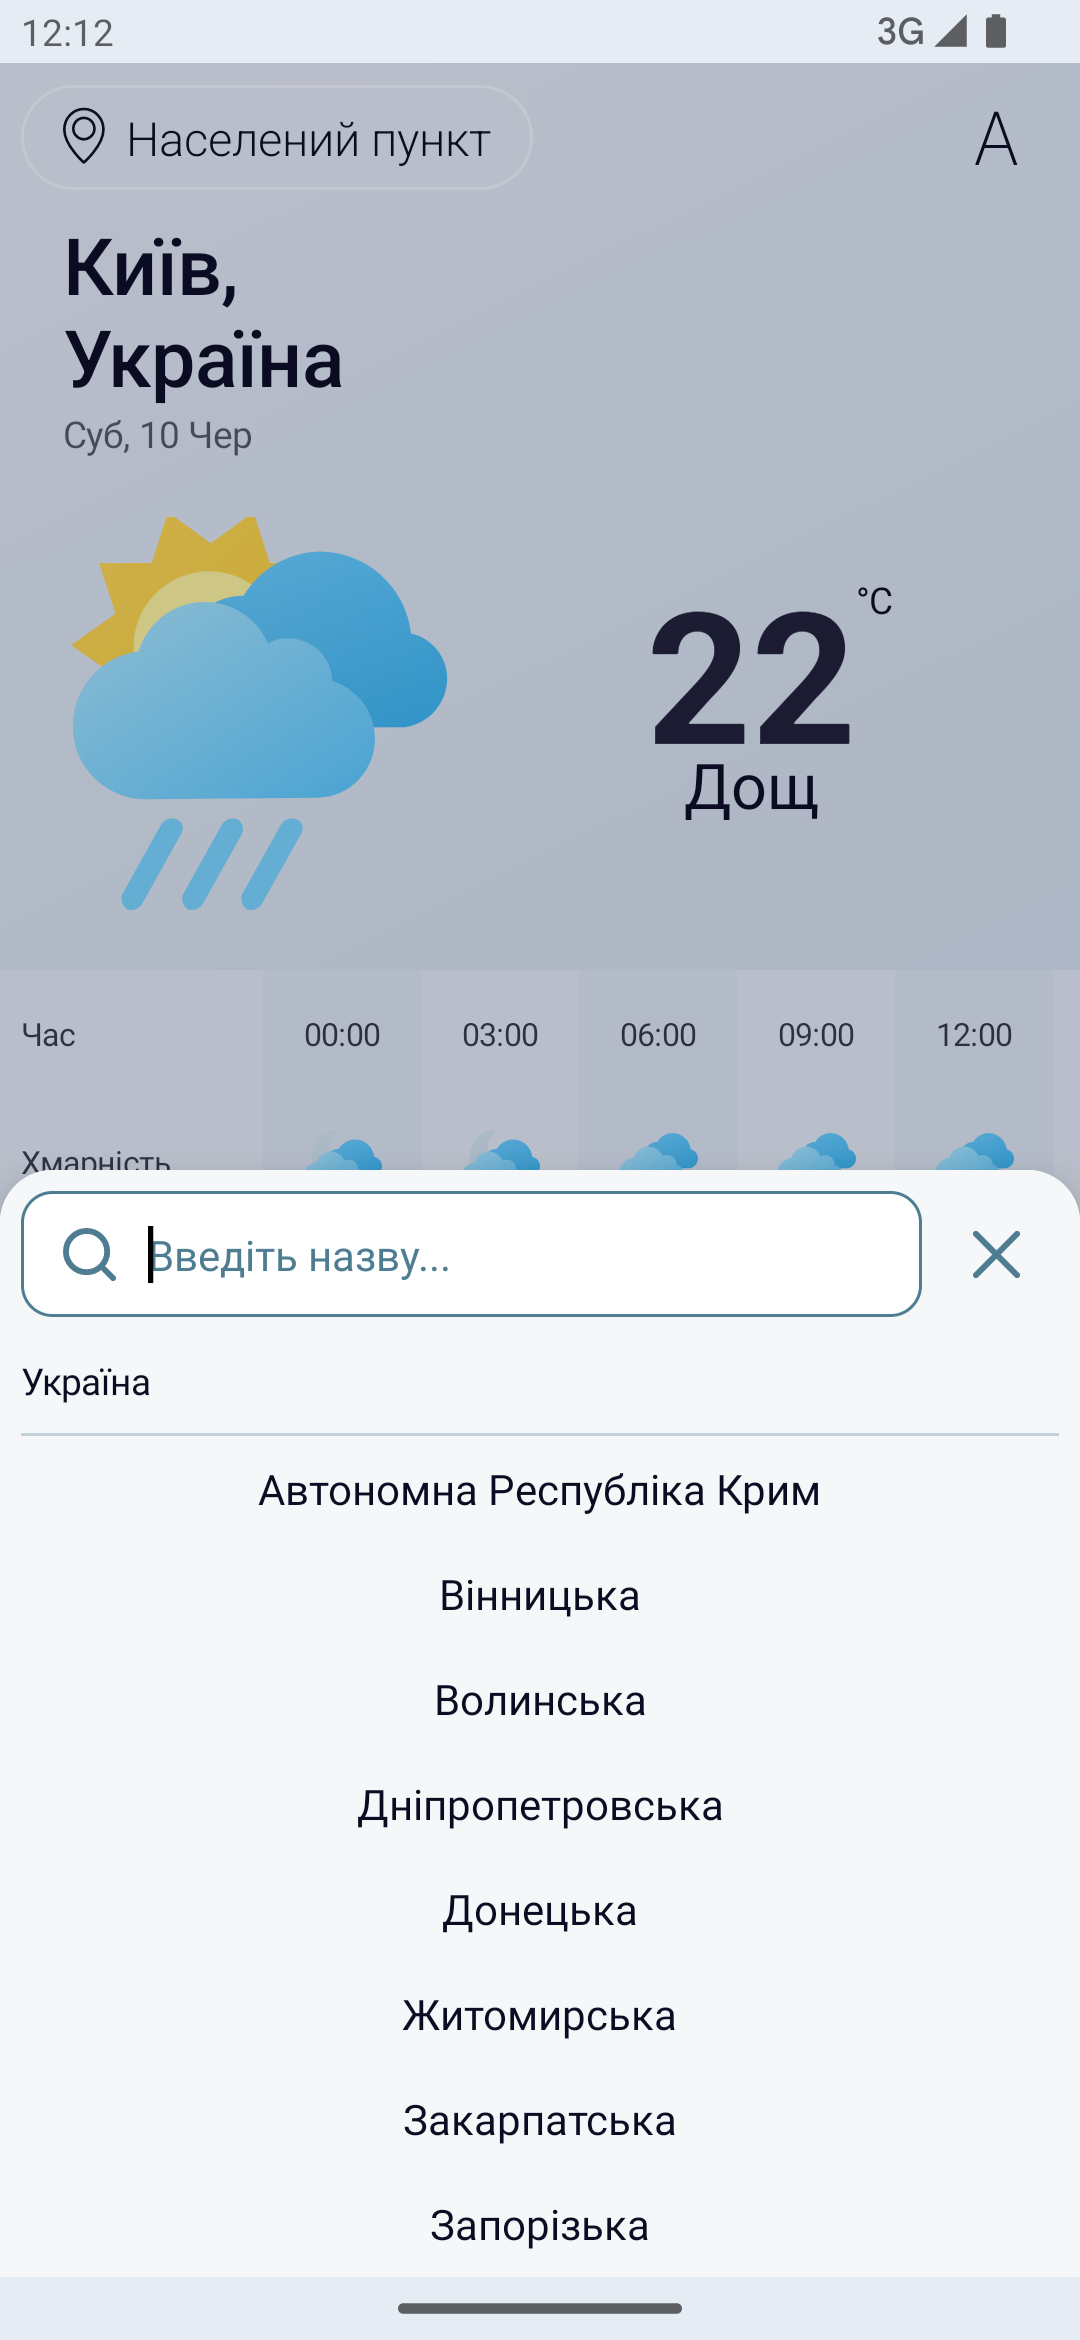 12:12
3G
Населений пункт
А
Київ,
Україна
Суб, 10 Чер
°C
22
Дощ
Час 00:00 03:00 06:00 09:00 12:00
Хмарність
Введіть назву...
Україна
Автономна Республіка Крим
Вінницька
Волинська
Дніпропетровська
Донецька
Житомирська
Закарпатська
Запорізька